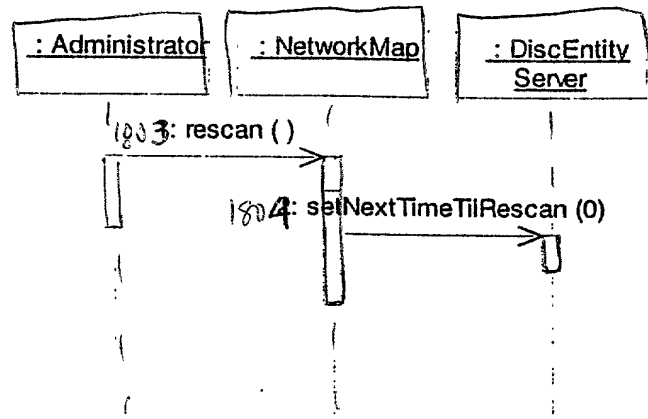 : Administrator
: NetworkMap
: DiscEntity
Server
1803: rescan ( )
1804: setNextTimeTilRescan (0)